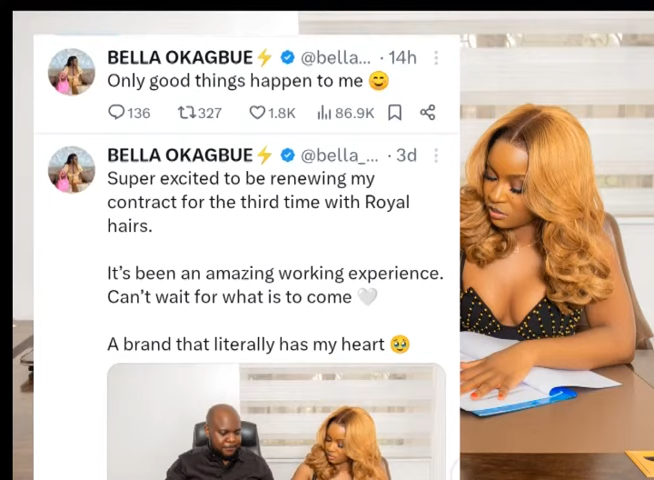 BELLA OKAGBUE⚡ @bella... · 14h
Only good things happen to me 😊
136 327 1.8K 86.9K
BELLA OKAGBUE⚡ @bella_... · 3d
Super excited to be renewing my
contract for the third time with Royal
hairs.
It's been an amazing working experience.
Can't wait for what is to come 🤍
A brand that literally has my heart 🥹